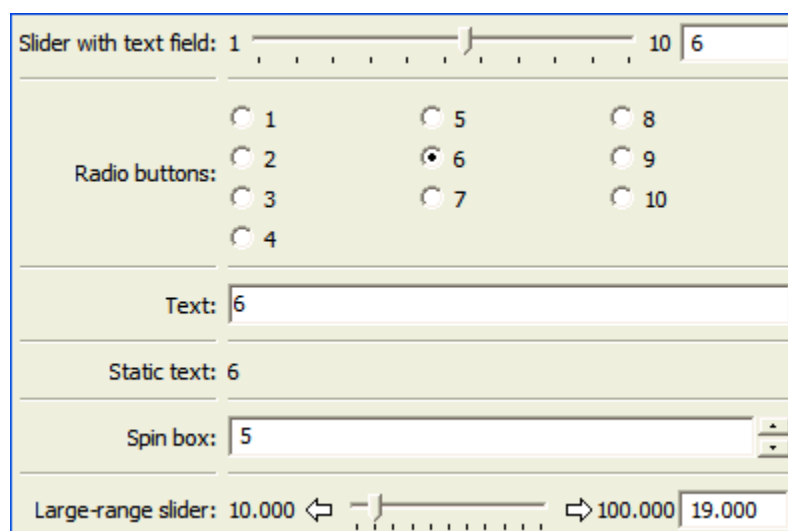 Slider with text field: 1 10 6
1 5 8
Radio buttons: 2 6 9
3 7 10
4
Text: 6
Static text: 6
Spin box: 5
Large-range slider: 10.000 100.000 19.000